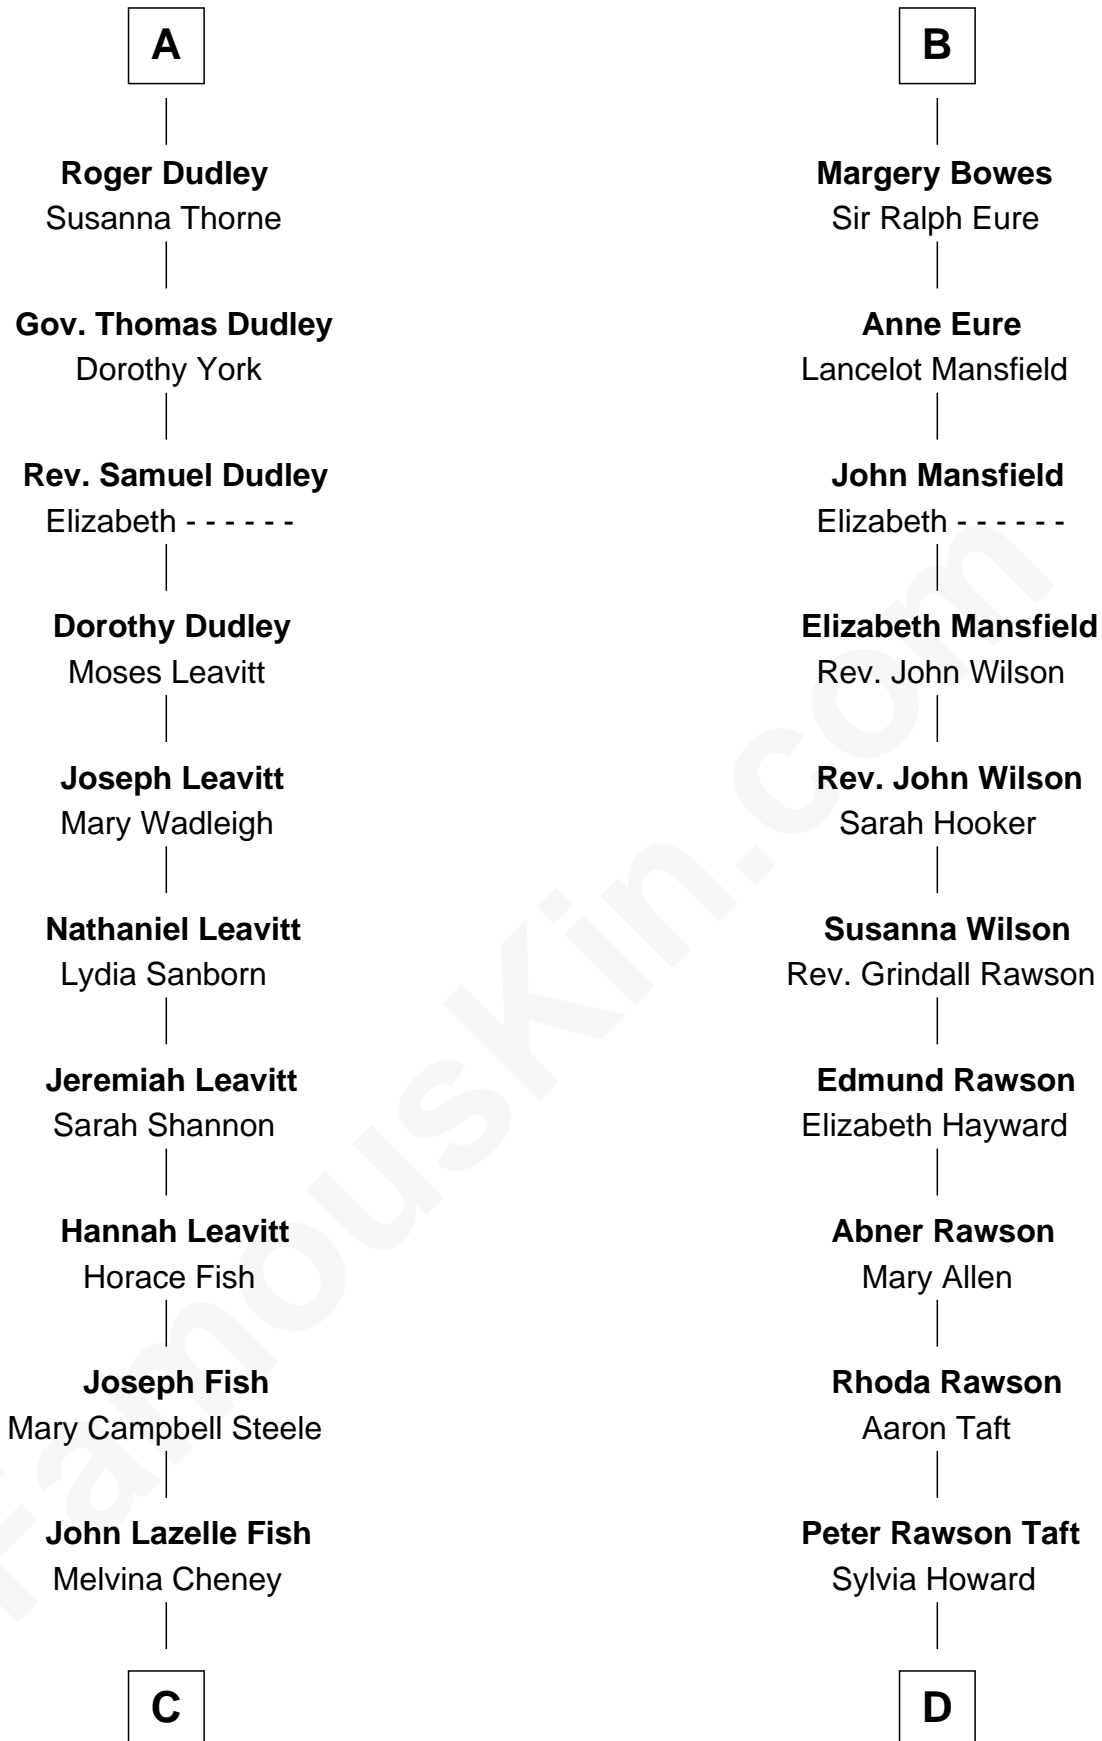 A
Roger Dudley
Susanna Thorne
Gov. Thomas Dudley
Dorothy York
Rev. Samuel Dudley
Elizabeth - - - - - -
Dorothy Dudley
Moses Leavitt
Joseph Leavitt
Mary Wadleigh
Nathaniel Leavitt
Lydia Sanborn
Jeremiah Leavitt
Sarah Shannon
Hannah Leavitt
Horace Fish
Joseph Fish
Mary Campbell Steele
John Lazelle Fish
Melvina Cheney
C
B
Margery Bowes
Sir Ralph Eure
Anne Eure
Lancelot Mansfield
John Mansfield
Elizabeth - - - - - -
Elizabeth Mansfield
Rev. John Wilson
Rev. John Wilson
Sarah Hooker
Susanna Wilson
Rev. Grindall Rawson
Edmund Rawson
Elizabeth Hayward
Abner Rawson
Mary Allen
Rhoda Rawson
Aaron Taft
Peter Rawson Taft
Sylvia Howard
D
FamousKin.com